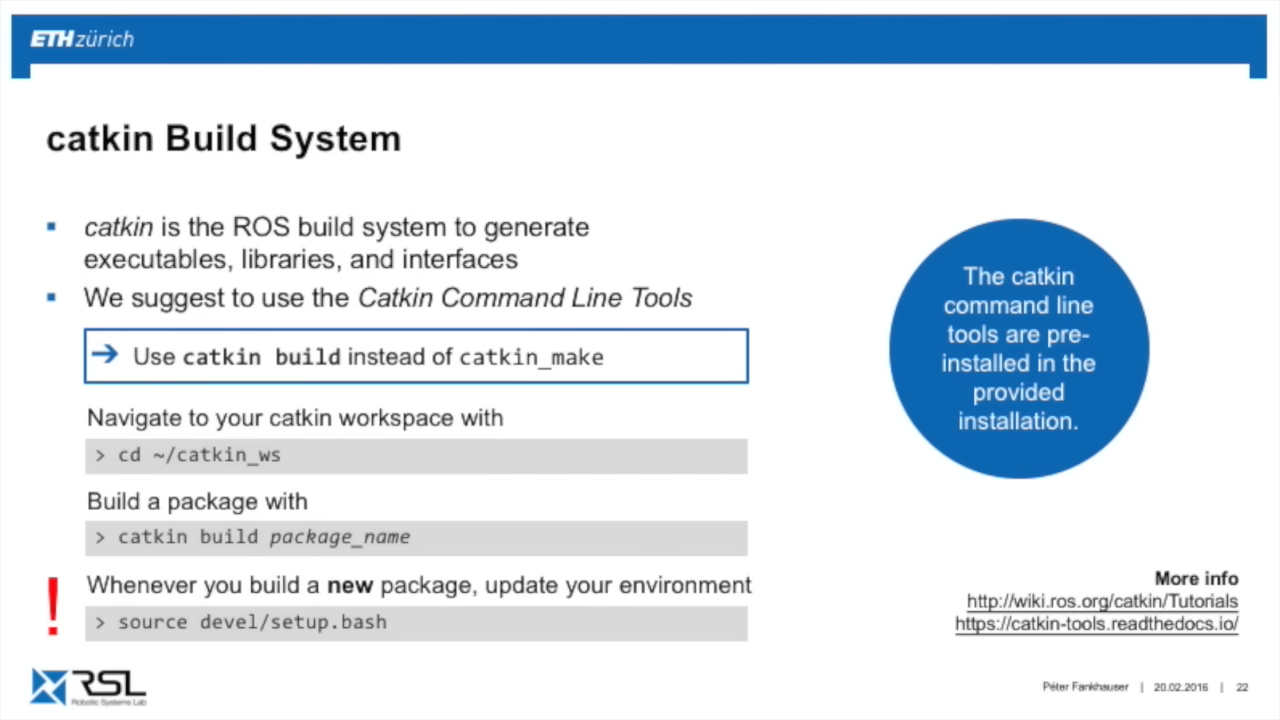 ETHzürich
catkin Build System
▪ catkin is the ROS build system to generate
executables, libraries, and interfaces
▪ We suggest to use the Catkin Command Line Tools
➔ Use catkin build instead of catkin_make
Navigate to your catkin workspace with
> cd ~/catkin_ws
Build a package with
> catkin build package_name
! Whenever you build a new package, update your environment
> source devel/setup.bash
The catkin
command line
tools are pre-
installed in the
provided
installation.
More info
http://wiki.ros.org/catkin/Tutorials
https://catkin-tools.readthedocs.io/
RSL
Robotic Systems Lab
Péter Fankhauser | 20.02.2016 | 22